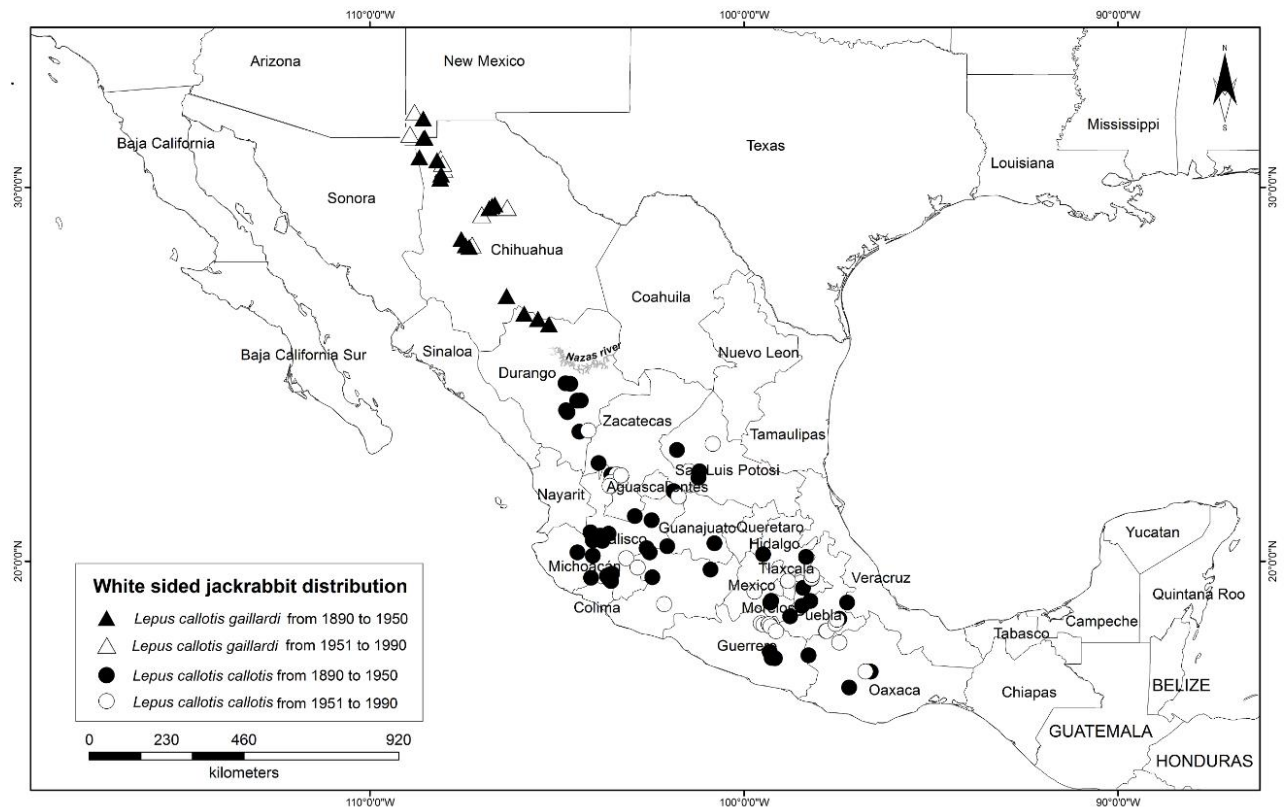 110°0'0"W 100°0'0"W 90°0'0"W
N
S
Arizona
New Mexico
Mississippi
Baja California
Texas
Louisiana
30°0'0"N
30°0'0"N
Sonora
Chihuahua
Coahuila
Baja California Sur
Sinaloa
Nazas river
Nuevo Leon
Durango
Zacatecas
Tamaulipas
San Luis Potosi
Nayarit
Aguascalientes
Guanajuato
Queretaro
Yucatan
Jalisco
Hidalgo
20°0'0"N
20°0'0"N
Michoacán
Tlaxcala
Mexico
Veracruz
Quintana Roo
Colima
Morelos
Puebla
Campeche
Tabasco
Guerrero
Oaxaca
Chiapas
BELIZE
GUATEMALA
HONDURAS
White sided jackrabbit distribution
Lepus callotis gaillardi from 1890 to 1950
Lepus callotis gaillardi from 1951 to 1990
Lepus callotis callotis from 1890 to 1950
Lepus callotis callotis from 1951 to 1990
0 230 460 920
kilometers
110°0'0"W 100°0'0"W 90°0'0"W